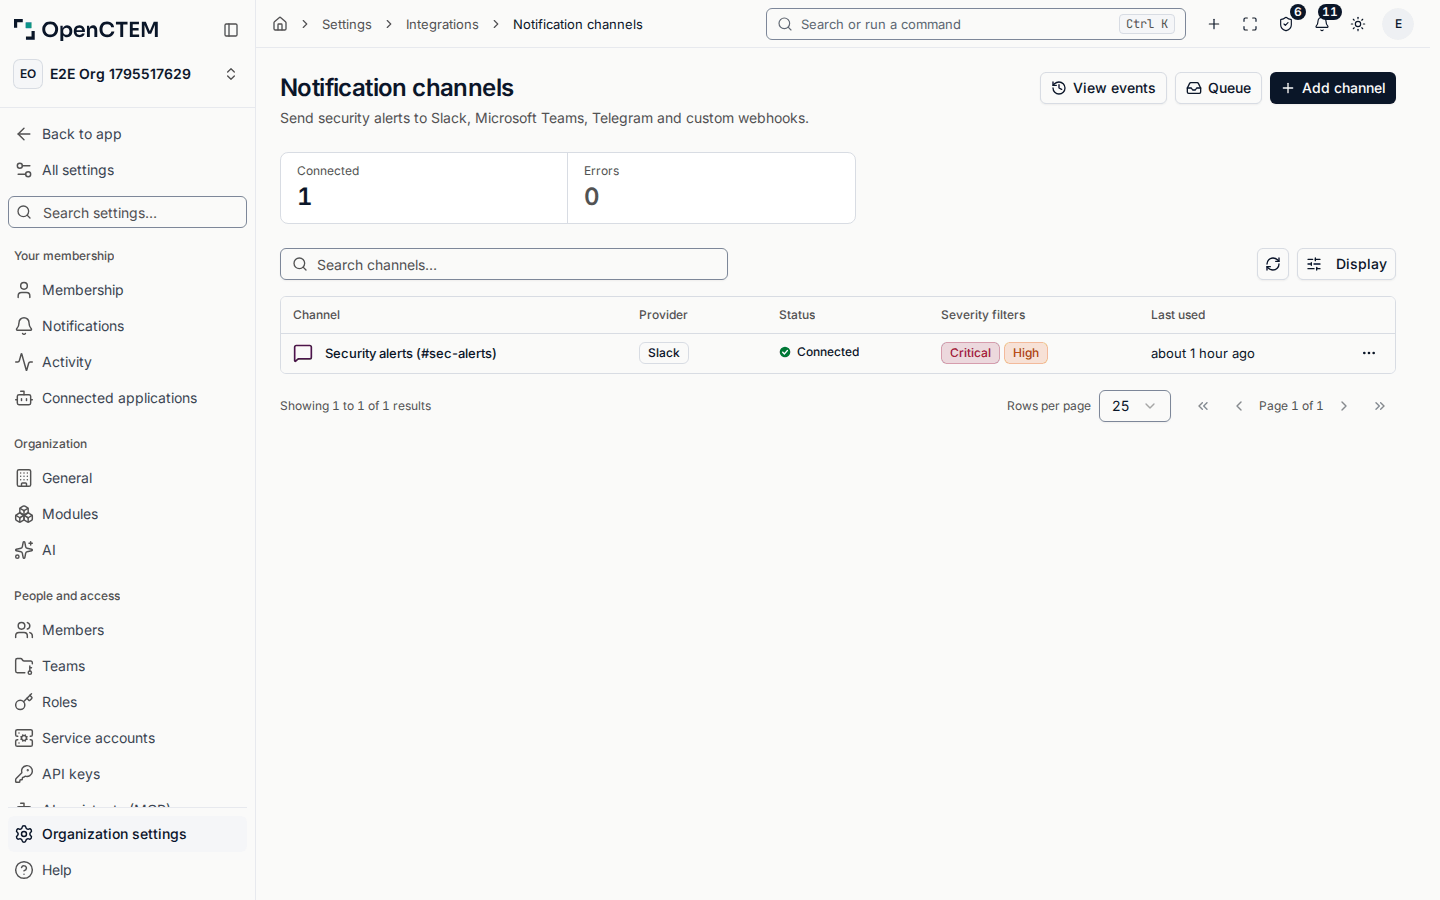 OpenCTEM
EO E2E Org 1795517629
Back to app
All settings
Search settings...
Your membership
Membership
Notifications
Activity
Connected applications
Organization
General
Modules
AI
People and access
Members
Teams
Roles
Service accounts
API keys
Organization settings
Help
Settings Integrations Notification channels
Search or run a command Ctrl K
6 11 E
Notification channels
Send security alerts to Slack, Microsoft Teams, Telegram and custom webhooks.
View events Queue Add channel
Connected Errors
1 0
Search channels...
Display
Channel Provider Status Severity filters Last used
Security alerts (#sec-alerts) Slack Connected Critical High about 1 hour ago
Showing 1 to 1 of 1 results
Rows per page 25 Page 1 of 1